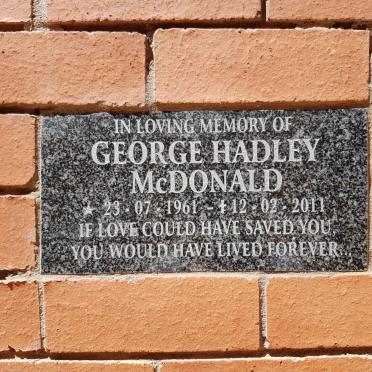 IN LOVING MEMORY OF
GEORGE HADLEY
McDONALD
★ 23 - 07 - 1961 - ✝ 12 - 02 - 2011
IF LOVE COULD HAVE SAVED YOU
YOU WOULD HAVE LIVED FOREVER...